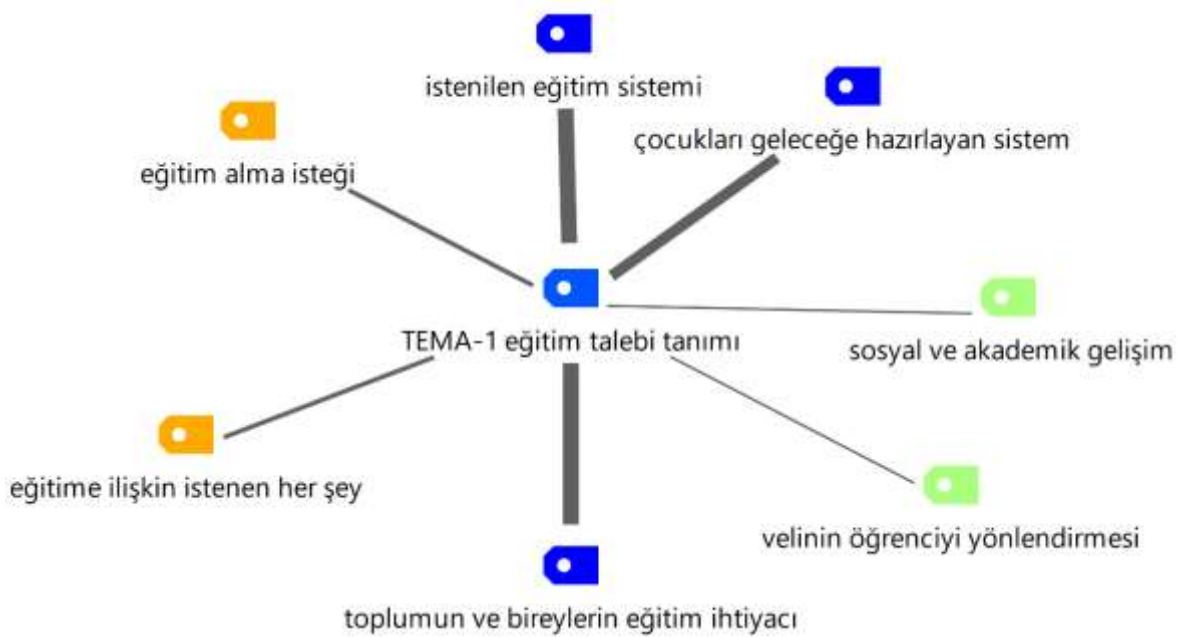 istenilen eğitim sistemi
çocukları geleceğe hazırlayan sistem
eğitim alma isteği
TEMA-1 eğitim talebi tanımı
sosyal ve akademik gelişim
eğitime ilişkin istenen her şey
velinin öğrenciyi yönlendirmesi
toplumun ve bireylerin eğitim ihtiyacı